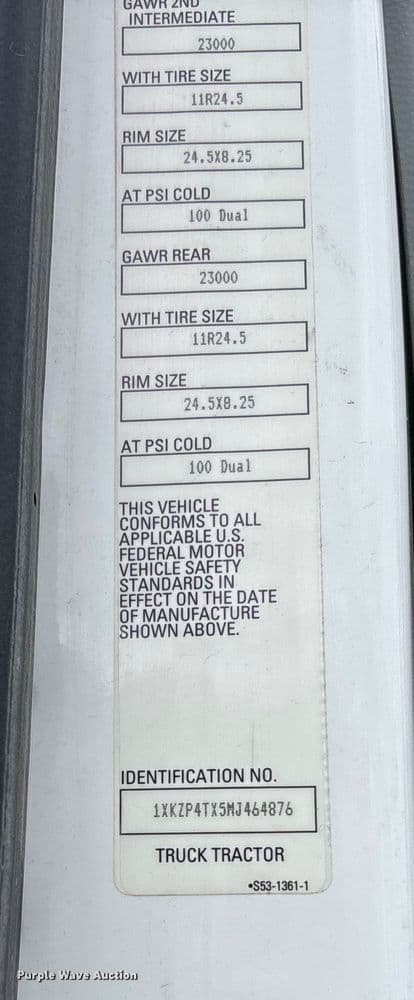 GAWR 2ND
INTERMEDIATE
23000
WITH TIRE SIZE
11R24.5
RIM SIZE
24.5X8.25
AT PSI COLD
100 Dual
GAWR REAR
23000
WITH TIRE SIZE
11R24.5
RIM SIZE
24.5X8.25
AT PSI COLD
100 Dual
THIS VEHICLE
CONFORMS TO ALL
APPLICABLE U.S.
FEDERAL MOTOR
VEHICLE SAFETY
STANDARDS IN
EFFECT ON THE DATE
OF MANUFACTURE
SHOWN ABOVE.
IDENTIFICATION NO.
1XKZP4TX5MJ464876
TRUCK TRACTOR
•S53-1361-1
Purple Wave Auction